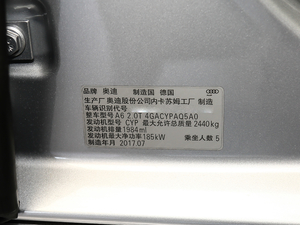 品牌 奥迪 制造国 德国
生产厂 奥迪股份公司内卡苏姆工厂 制造
车辆识别代号
整车型号 A6 2.0T 4GACYPAQ5A0
发动机型号 CYP 最大允许总质量 2440kg
发动机排量 1984ml
发动机最大净功率 185kW 乘坐人数 5
制造年月 2017.07